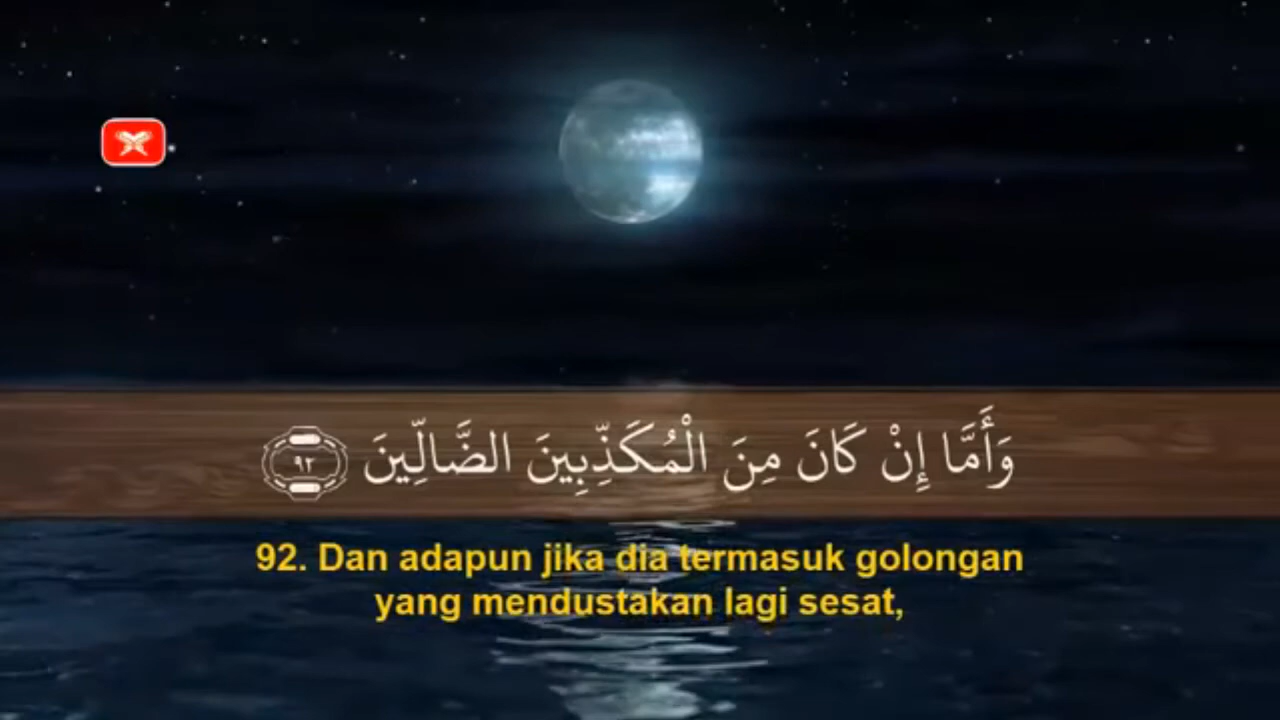 وَأَمَّا إِنْ كَانَ مِنَ الْمُكَذِّبِينَ الضَّالِّينَ ٩٢
92. Dan adapun jika dia termasuk golongan
yang mendustakan lagi sesat,